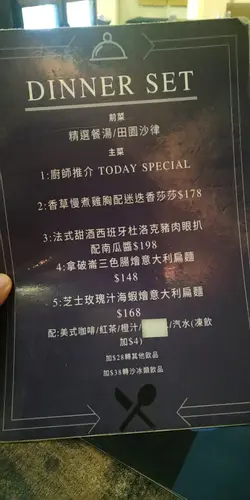 DINNER SET
前菜
精選餐湯/田園沙律
主菜
1:廚師推介 TODAY SPECIAL
2:香草慢煮雞胸配迷迭香莎莎$178
3:法式甜酒西班牙杜洛克豬肉眼扒
配南瓜醬$198
4:拿破崙三色腸燴意大利扁麵
$148
5:芝士玫瑰汁海蝦燴意大利扁麵
$168
配:美式咖啡/紅茶/橙汁/ /汽水(凍飲
加$4)
加$28轉其他飲品
加$38轉沙冰類飲品